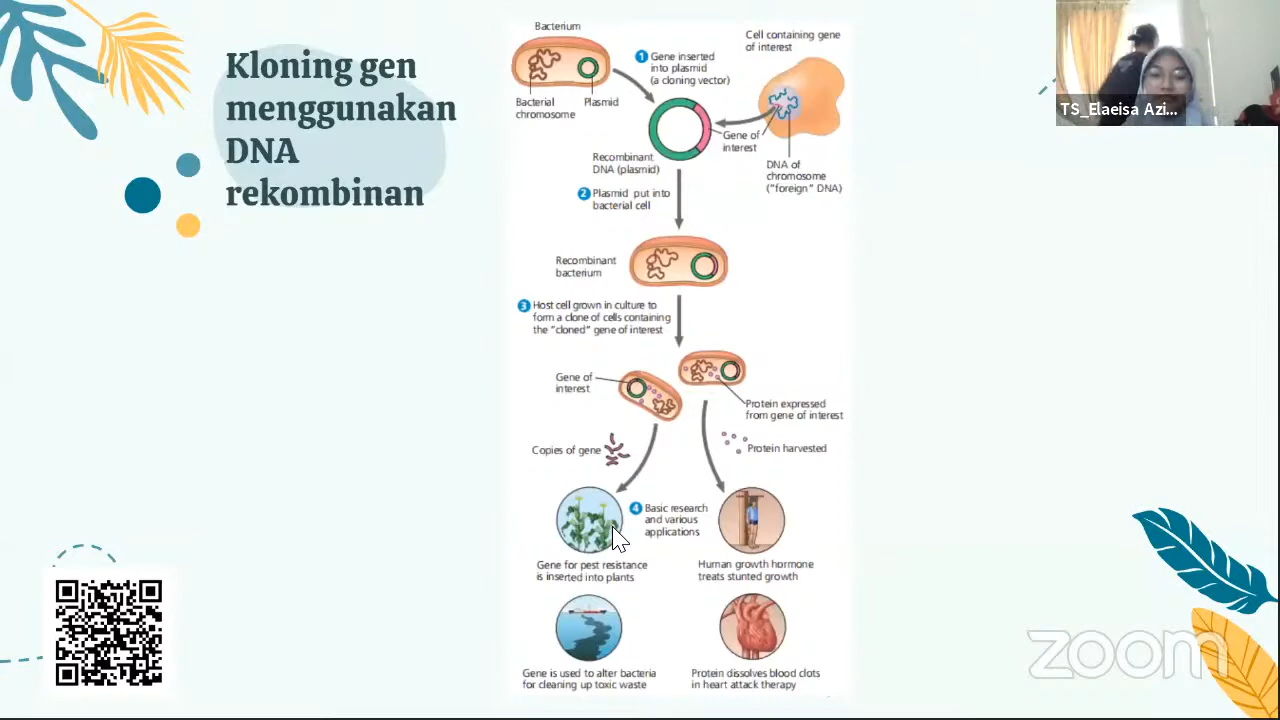 Kloning gen
menggunakan
DNA
rekombinan
Bacterium
Bacterial
chromosome
Plasmid
1 Gene inserted
into plasmid
(a cloning vector)
Cell containing gene
of interest
Gene of
interest
Recombinant
DNA (plasmid)
DNA of
chromosome
("foreign" DNA)
2 Plasmid put into
bacterial cell
Recombinant
bacterium
3 Host cell grown in culture to
form a clone of cells containing
the "cloned" gene of interest
Gene of
interest
Protein expressed
from gene of interest
Copies of gene
Protein harvested
4 Basic research
and various
applications
Gene for pest resistance
is inserted into plants
Human growth hormone
treats stunted growth
Gene is used to alter bacteria
for cleaning up toxic waste
Protein dissolves blood clots
in heart attack therapy
TS_Elaeisa Azi...
zoom